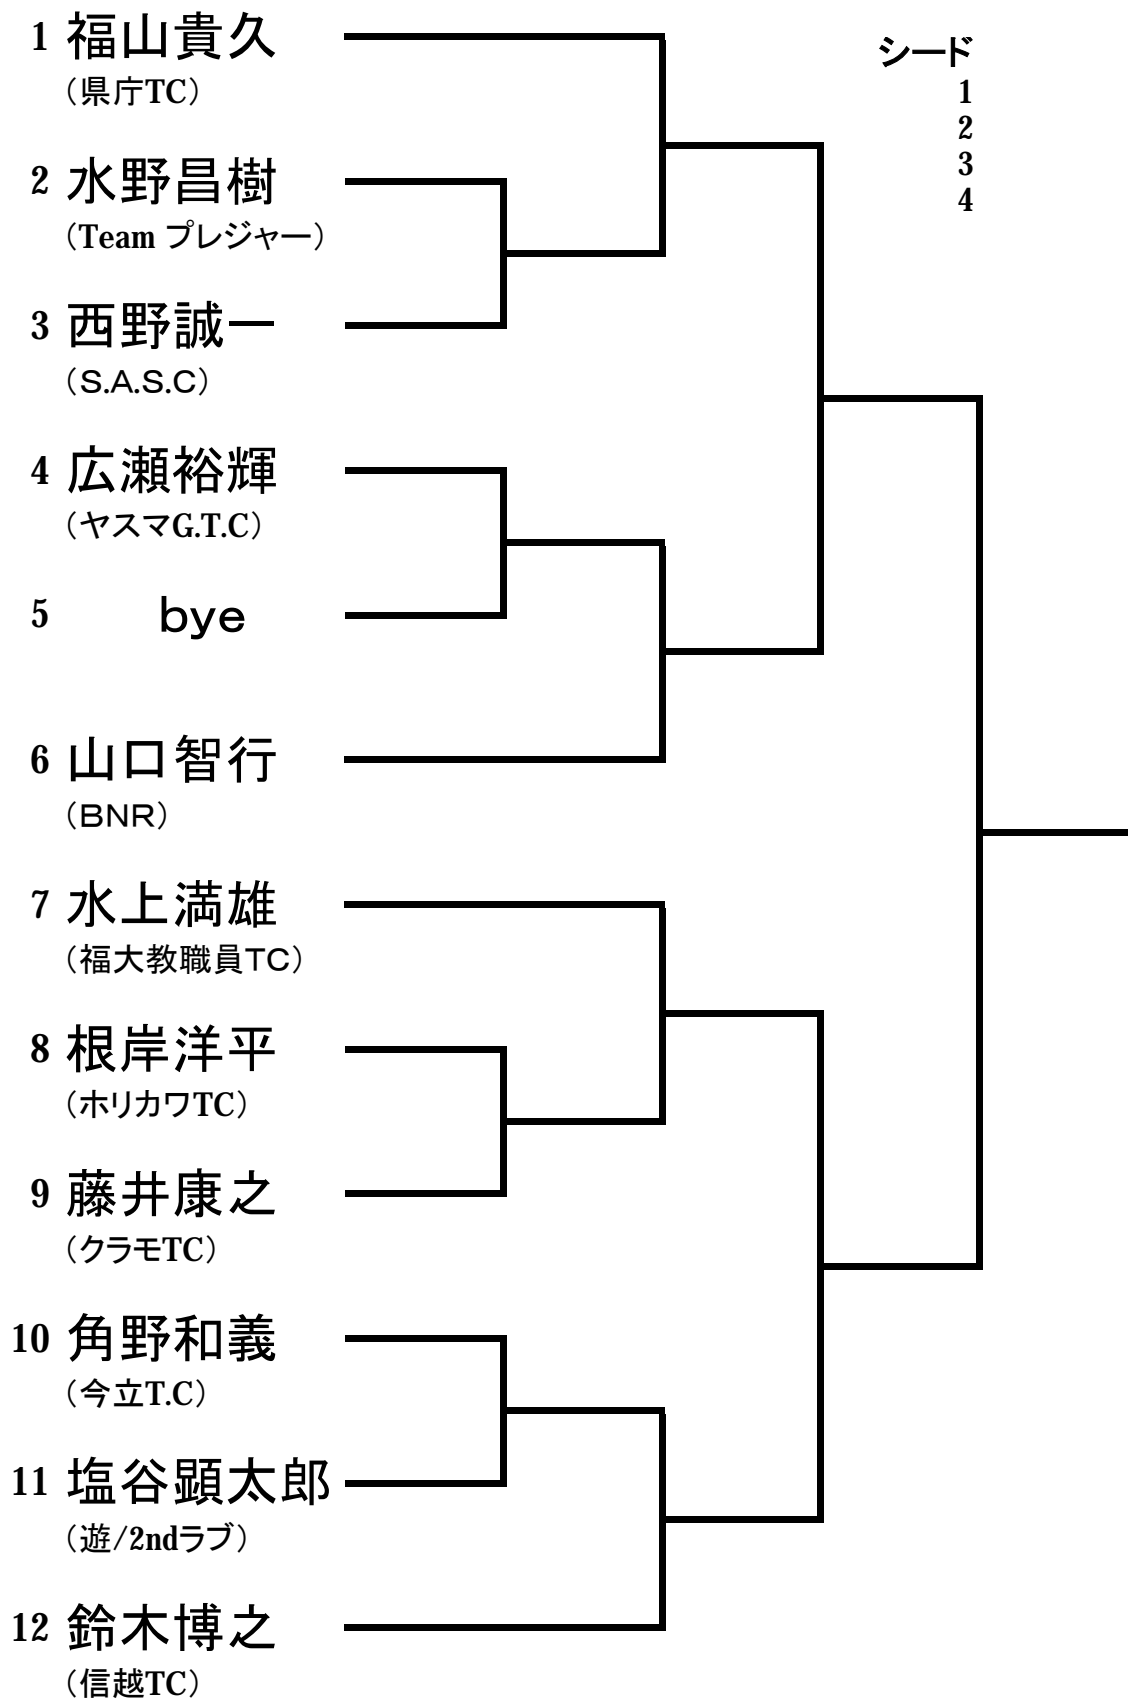 1 福山貴久
（県庁TC）
2 水野昌樹
（Team プレジャー）
3 西野誠一
（S.A.S.C）
4 広瀬裕輝
（ヤスマG.T.C）
5 bye
6 山口智行
（BNR）
7 水上満雄
（福大教職員TC）
8 根岸洋平
（ホリカワTC）
9 藤井康之
（クラモTC）
10 角野和義
（今立T.C）
11 塩谷顕太郎
（遊/2ndラブ）
12 鈴木博之
（信越TC）
シード
1
2
3
4